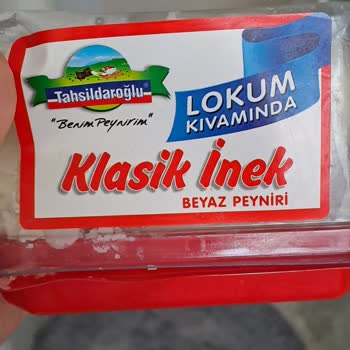 Tahsildaroğlu
"Benim Peynirim"
LOKUM
KIVAMINDA
Klasik İnek
BEYAZ PEYNİRİ